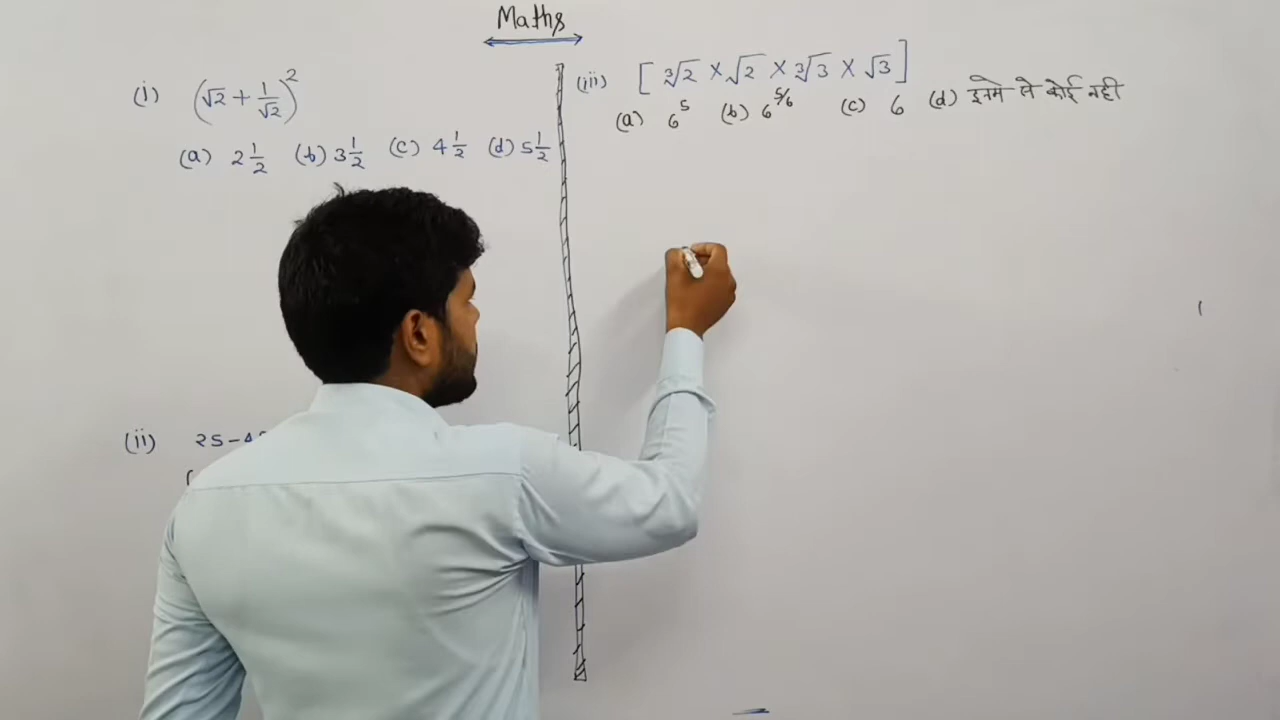 Maths
(i) (√2 + 1/√2)²
(a) 2 1/2 (b) 3 1/2 (c) 4 1/2 (d) 5 1/2
(ii) 25-4
(iii) [ ∛2 × √2 × ∛3 × √3 ]
(a) 6⁵ (b) 6^5/6 (c) 6 (d) इनमे से कोई नही